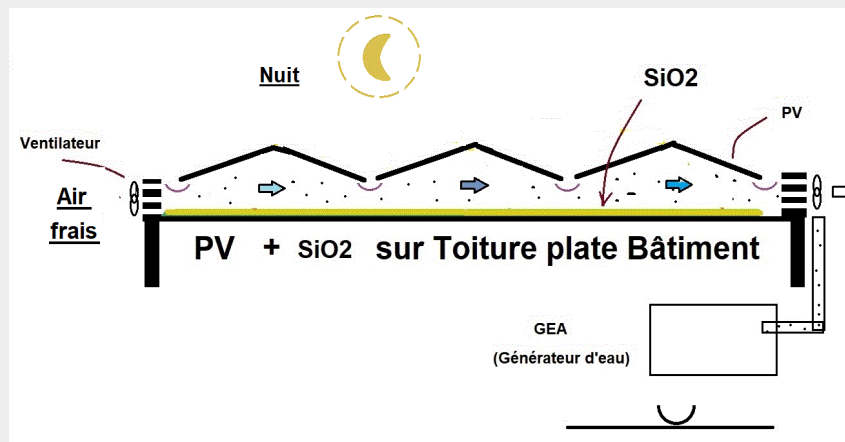 Nuit
SiO2
PV
Ventilateur
Air
frais
PV + SiO2 sur Toiture plate Bâtiment
GEA
(Générateur d'eau)